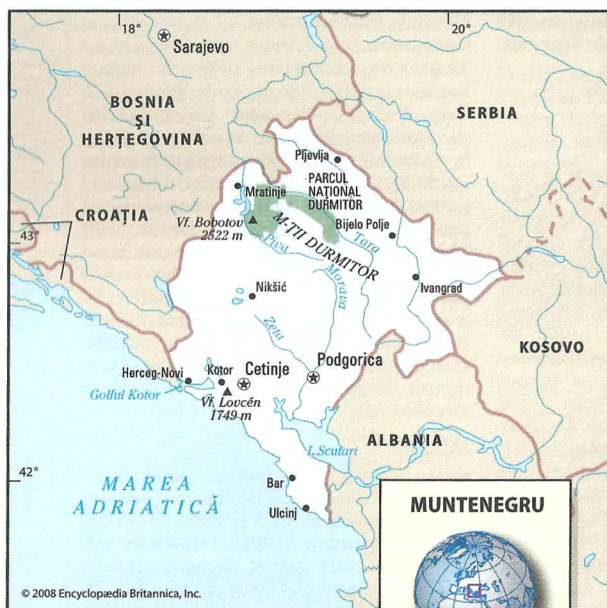 18°
20°
Sarajevo
BOSNIA
ŞI
HERŢEGOVINA
SERBIA
Pljevlja
PARCUL
NAŢIONAL
DURMITOR
Mratinje
CROAŢIA
Vf. Bobotov
2522 m
Bijelo Polje
43°
M-ŢII DURMITOR
Tara
Piva
Morava
Ivangrad
Nikšić
Zeta
KOSOVO
Podgorica
Herceg-Novi
Kotor
Cetinje
Golful Kotor
Vf. Lovcén
1749 m
ALBANIA
L.Scutari
42°
MAREA
ADRIATICĂ
Bar
Ulcinj
MUNTENEGRU
© 2008 Encyclopædia Britannica, Inc.